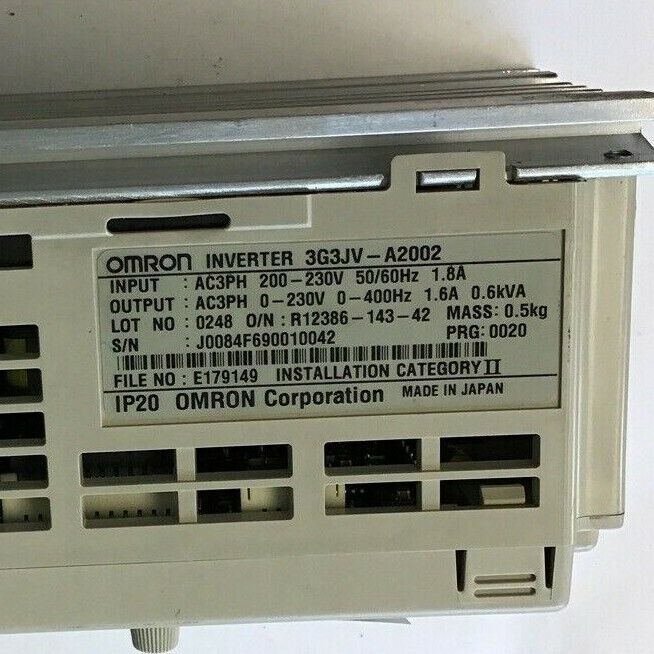 OMRON INVERTER 3G3JV-A2002
INPUT : AC3PH 200-230V 50/60Hz 1.8A
OUTPUT : AC3PH 0-230V 0-400Hz 1.6A 0.6kVA
LOT NO : 0248 O/N : R12386-143-42 MASS: 0.5kg
S/N : J0084F690010042 PRG: 0020
FILE NO : E179149 INSTALLATION CATEGORY II
IP20 OMRON Corporation MADE IN JAPAN